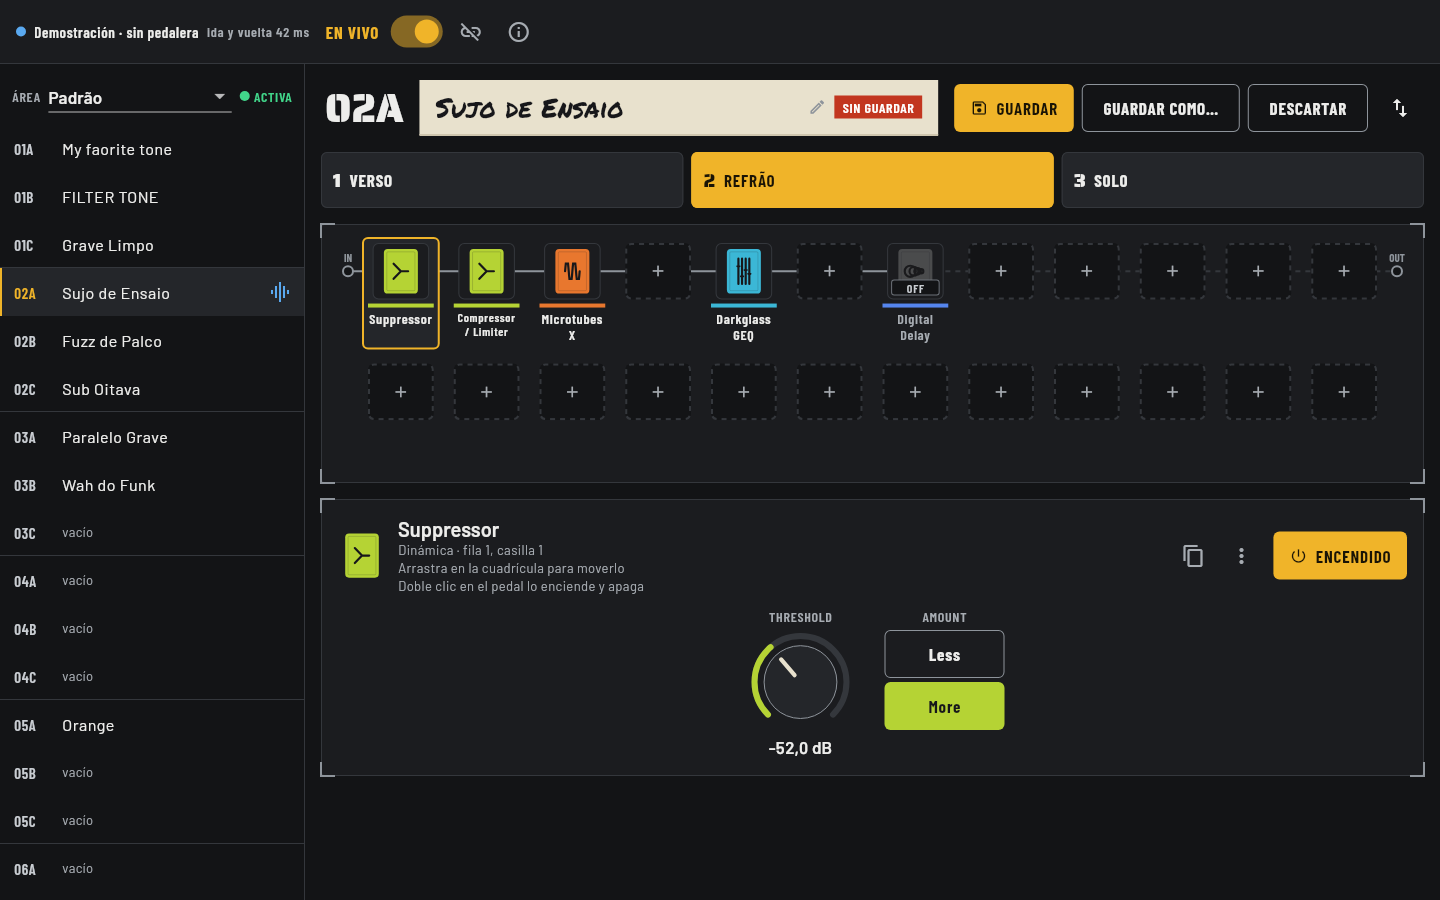 Demostración · sin pedalera Ida y vuelta 42 ms EN VIVO
ÁREA Padrão ACTIVA
01A My faorite tone
01B FILTER TONE
01C Grave Limpo
02A Sujo de Ensaio
02B Fuzz de Palco
02C Sub Oitava
03A Paralelo Grave
03B Wah do Funk
03C vacío
04A vacío
04B vacío
04C vacío
05A Orange
05B vacío
05C vacío
06A vacío
02A Sujo de Ensaio SIN GUARDAR GUARDAR GUARDAR COMO... DESCARTAR
1 VERSO
2 REFRÃO
3 SOLO
IN
OUT
OFF
Suppressor
Compressor
/ Limiter
Microtubes
X
Darkglass
GEQ
Digital
Delay
Suppressor
Dinámica · fila 1, casilla 1
Arrastra en la cuadrícula para moverlo
Doble clic en el pedal lo enciende y apaga
ENCENDIDO
THRESHOLD
-52,0 dB
AMOUNT
Less
More